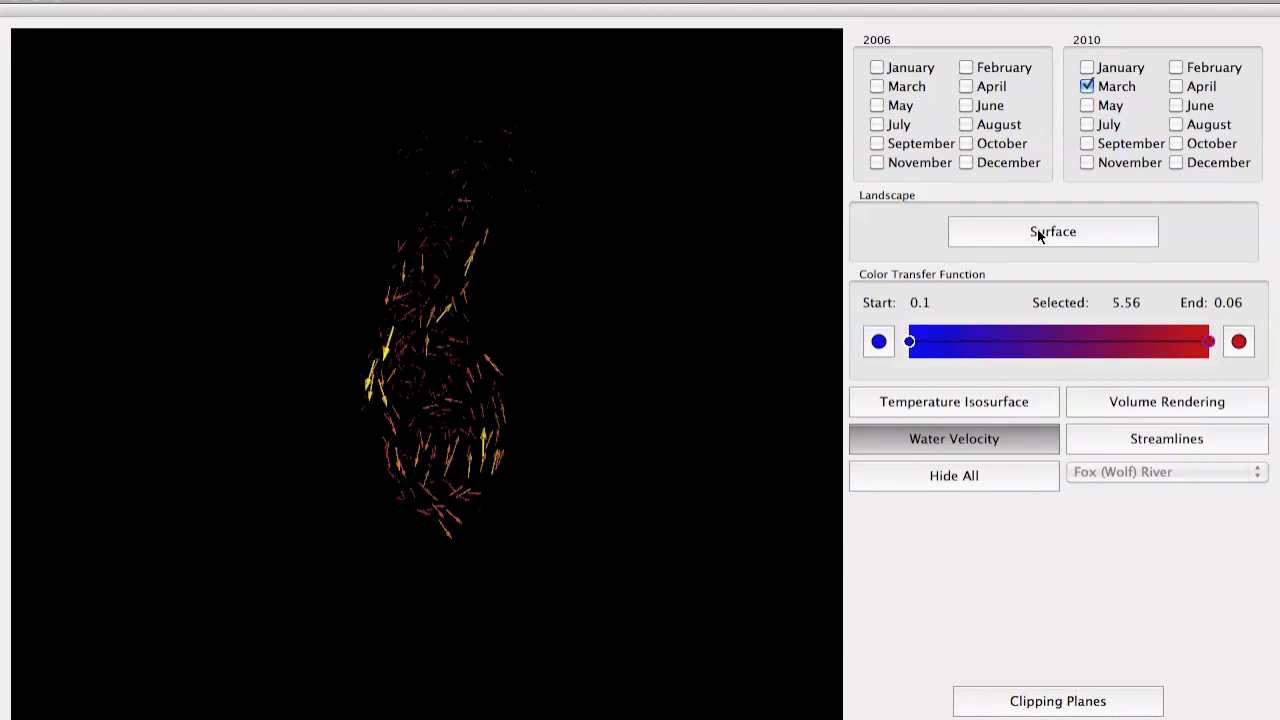 2006
2010
January February
January February
March April
March April
May June
May June
July August
July August
September October
September October
November December
November December
Landscape
Surface
Color Transfer Function
Start: 0.1 Selected: 5.56 End: 0.06
Temperature Isosurface
Volume Rendering
Water Velocity
Streamlines
Hide All
Fox (Wolf) River
Clipping Planes